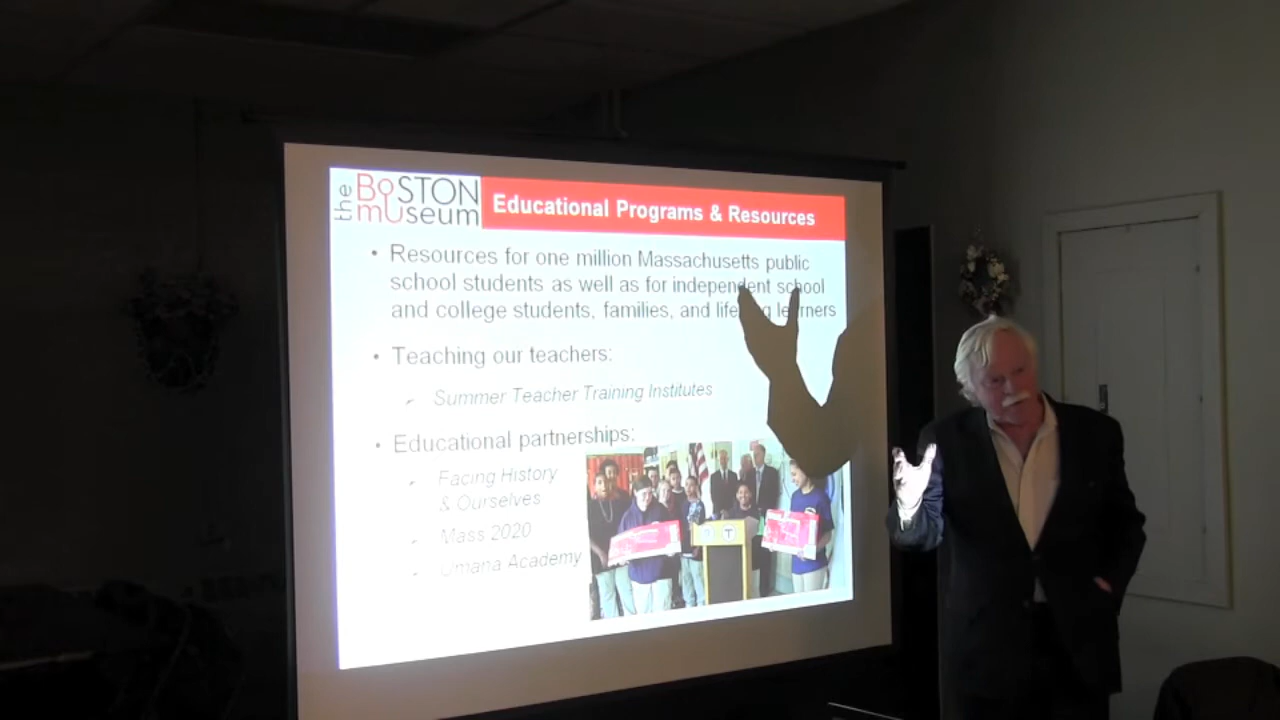 the BoSTON
mUseum
Educational Programs & Resources
• Resources for one million Massachusetts public
school students as well as for independent school
and college students, families, and
• Teaching our teachers:
Summer Teacher Training Institutes
• Educational partnerships:
Facing History
& Ourselves
Mass 2020
Umana Academy
T